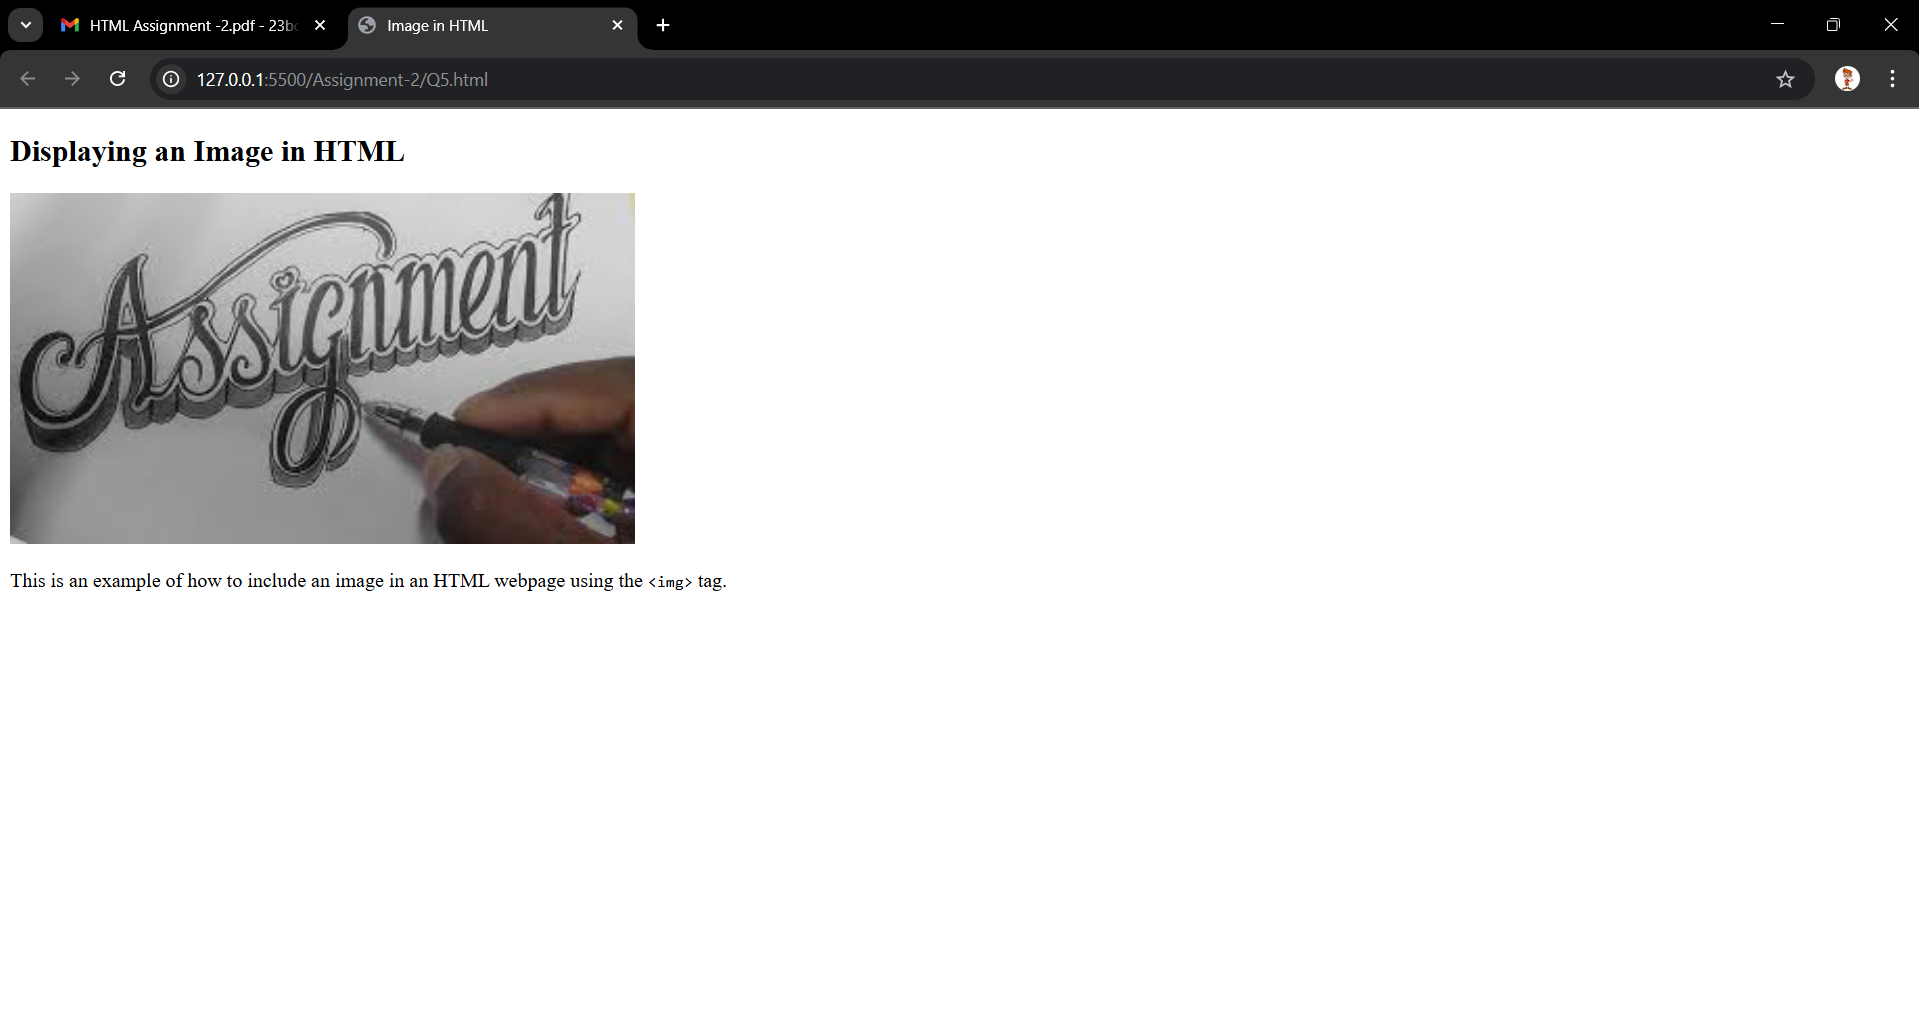 HTML Assignment -2.pdf - 23b
Image in HTML
127.0.0.1:5500/Assignment-2/Q5.html
Displaying an Image in HTML
Assignment
This is an example of how to include an image in an HTML webpage using the <img> tag.